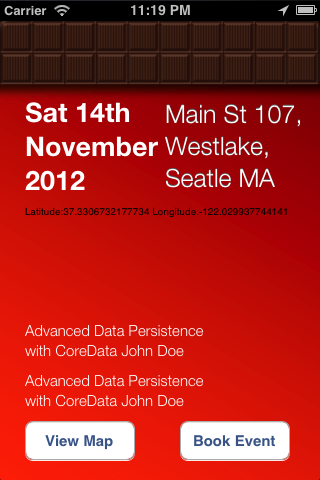 Carrier 11:19 PM
Sat 14th
November
2012
Main St 107,
Westlake,
Seatle MA
Latitude:37.3306732177734 Longitude:-122.029937744141
Advanced Data Persistence
with CoreData John Doe
Advanced Data Persistence
with CoreData John Doe
View Map
Book Event